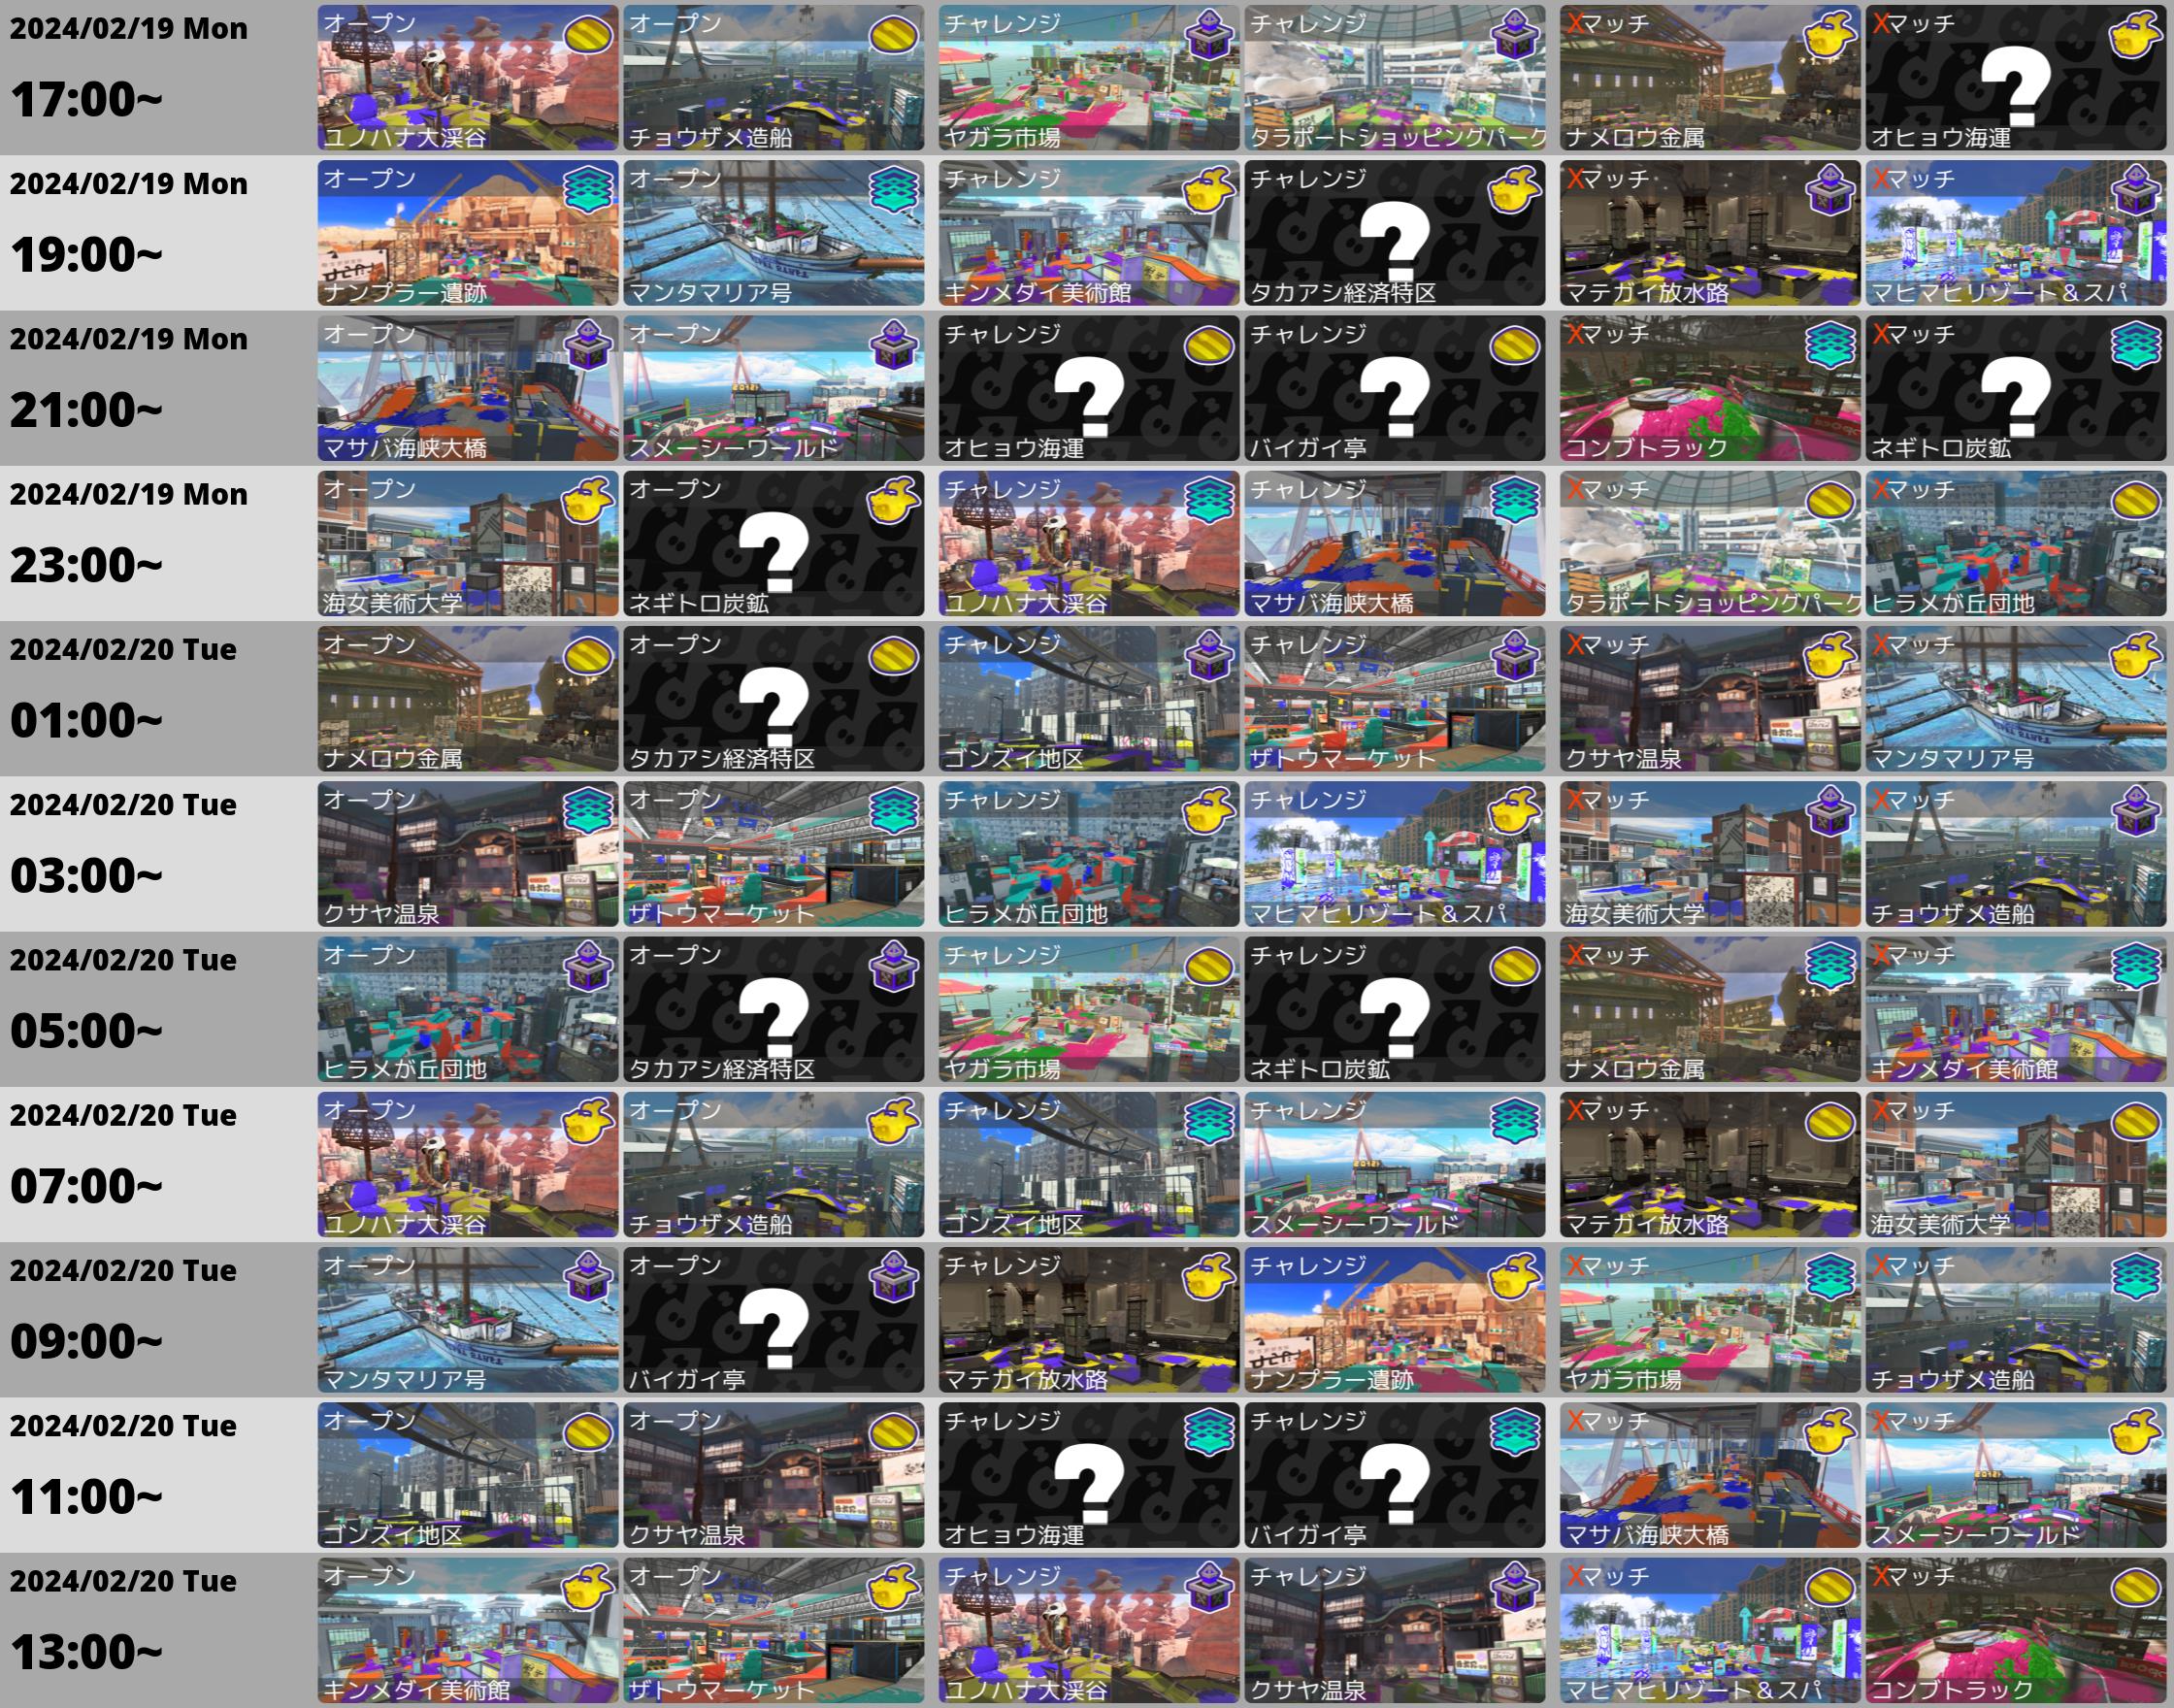 2024/02/19 Mon
17:00~
オープン
ユノハナ大渓谷
オープン
チョウザメ造船
チャレンジ
ヤガラ市場
チャレンジ
タラポートショッピングパーク
Xマッチ
ナメロウ金属
Xマッチ
?
オヒョウ海運
2024/02/19 Mon
19:00~
オープン
ナンプラー遺跡
オープン
マンタマリア号
チャレンジ
キンメダイ美術館
チャレンジ
?
タカアシ経済特区
Xマッチ
マテガイ放水路
Xマッチ
マヒマヒリゾート&スパ
2024/02/19 Mon
21:00~
オープン
マサバ海峡大橋
オープン
スメーシーワールド
チャレンジ
?
オヒョウ海運
チャレンジ
?
バイガイ亭
Xマッチ
コンブトラック
Xマッチ
?
ネギトロ炭鉱
2024/02/19 Mon
23:00~
オープン
海女美術大学
オープン
?
ネギトロ炭鉱
チャレンジ
ユノハナ大渓谷
チャレンジ
マサバ海峡大橋
Xマッチ
タラポートショッピングパーク
Xマッチ
ヒラメが丘団地
2024/02/20 Tue
01:00~
オープン
ナメロウ金属
オープン
?
タカアシ経済特区
チャレンジ
ゴンズイ地区
チャレンジ
ザトウマーケット
Xマッチ
クサヤ温泉
Xマッチ
マンタマリア号
2024/02/20 Tue
03:00~
オープン
クサヤ温泉
オープン
ザトウマーケット
チャレンジ
ヒラメが丘団地
チャレンジ
マヒマヒリゾート&スパ
Xマッチ
海女美術大学
Xマッチ
チョウザメ造船
2024/02/20 Tue
05:00~
オープン
ヒラメが丘団地
オープン
?
タカアシ経済特区
チャレンジ
ヤガラ市場
チャレンジ
?
ネギトロ炭鉱
Xマッチ
ナメロウ金属
Xマッチ
キンメダイ美術館
2024/02/20 Tue
07:00~
オープン
ユノハナ大渓谷
オープン
チョウザメ造船
チャレンジ
ゴンズイ地区
チャレンジ
スメーシーワールド
Xマッチ
マテガイ放水路
Xマッチ
海女美術大学
2024/02/20 Tue
09:00~
オープン
マンタマリア号
オープン
?
バイガイ亭
チャレンジ
マテガイ放水路
チャレンジ
ナンプラー遺跡
Xマッチ
ヤガラ市場
Xマッチ
チョウザメ造船
2024/02/20 Tue
11:00~
オープン
ゴンズイ地区
オープン
クサヤ温泉
チャレンジ
?
オヒョウ海運
チャレンジ
?
バイガイ亭
Xマッチ
マサバ海峡大橋
Xマッチ
スメーシーワールド
2024/02/20 Tue
13:00~
オープン
キンメダイ美術館
オープン
ザトウマーケット
チャレンジ
ユノハナ大渓谷
チャレンジ
クサヤ温泉
Xマッチ
マヒマヒリゾート&スパ
Xマッチ
コンブトラック